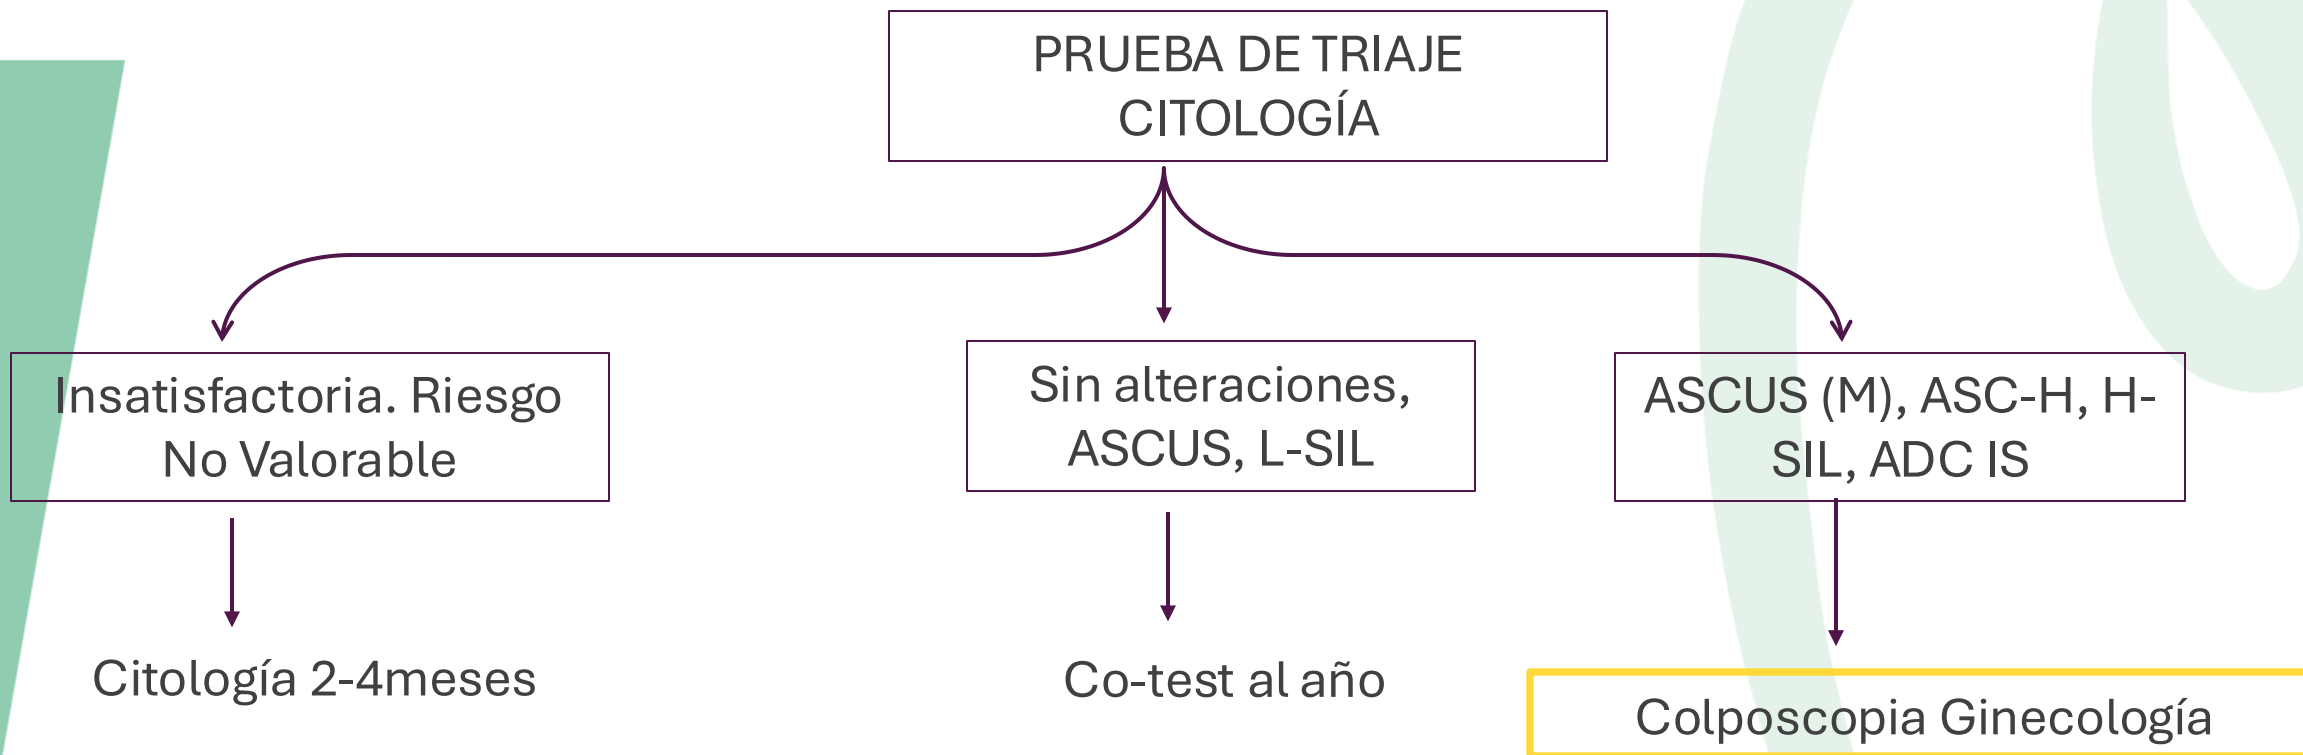 PRUEBA DE TRIAJE
CITOLOGÍA
Insatisfactoria. Riesgo
No Valorable
Sin alteraciones,
ASCUS, L-SIL
ASCUS (M), ASC-H, H-
SIL, ADC IS
Citología 2-4meses
Co-test al año
Colposcopia Ginecología